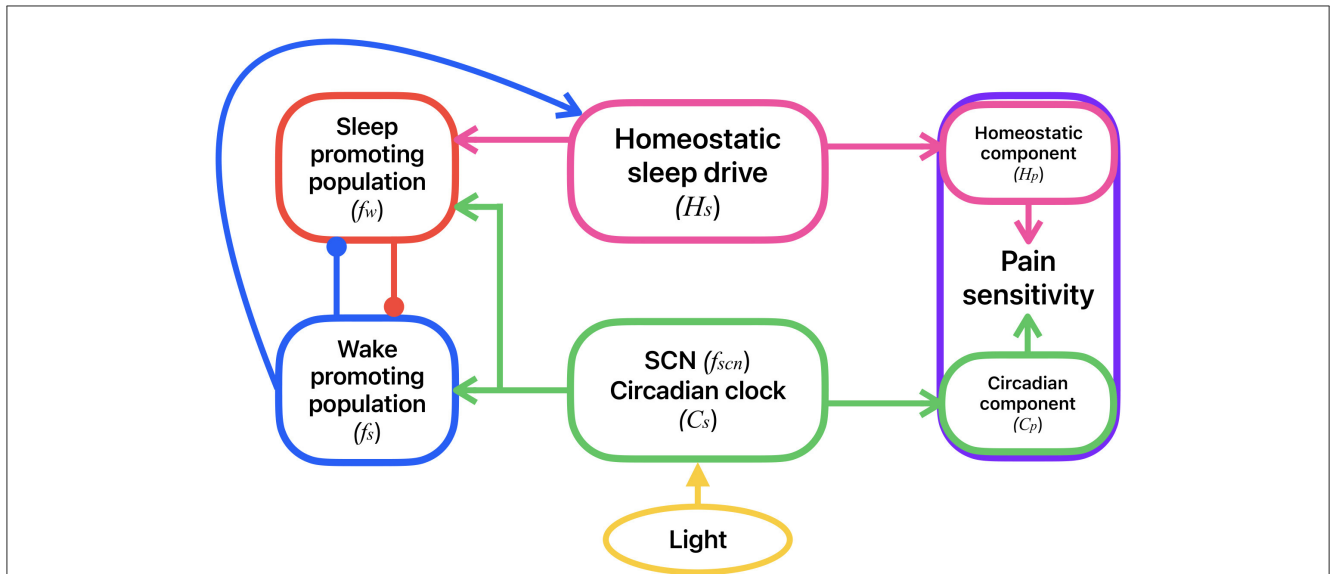 Sleep
promoting
population
(fw)
Homeostatic
sleep drive
(Hs)
Homeostatic
component
(Hp)
Pain
sensitivity
Wake
promoting
population
(fs)
SCN (fscn)
Circadian clock
(Cs)
Circadian
component
(Cp)
Light